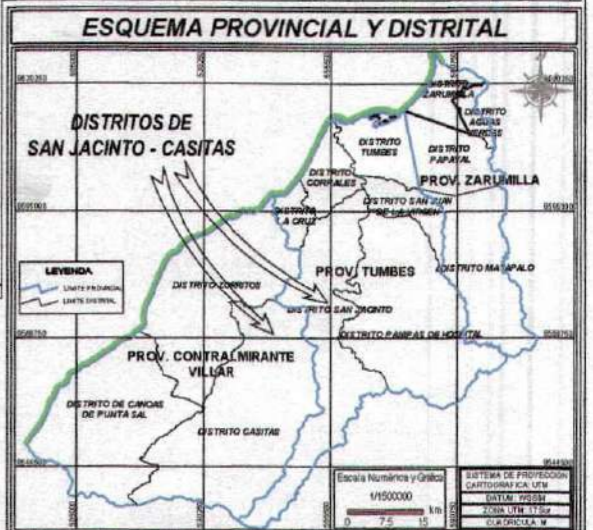 ESQUEMA PROVINCIAL Y DISTRITAL
DISTRITOS DE
SAN JACINTO - CASITAS
DISTRITO
ZARUMILLA
DISTRITO
AGUAS
VERDES
DISTRITO
TUMBES
DISTRITO
PAPAYAL
DISTRITO
CORRALES
PROV. ZARUMILLA
DISTRITO SAN JUAN
DE LA VIRGEN
DISTRITO
LA CRUZ
LEYENDA
LIMITE PROVINCIAL
LIMITE DISTRITAL
PROV. TUMBES
DISTRITO MATAPALO
DISTRITO ZORRITOS
DISTRITO SAN JACINTO
DISTRITO PAMPAS DE HOSPITAL
PROV. CONTRALMIRANTE
VILLAR
DISTRITO DE CANOAS
DE PUNTA SAL
DISTRITO CASITAS
Escala Numérica y Gráfica
1/1500000
km
0 7.5 15
SISTEMA DE PROYECCION
CARTOGRAFICA: UTM
DATUM: WGS84
ZONA UTM: 17 Sur
CUADRICULA: M